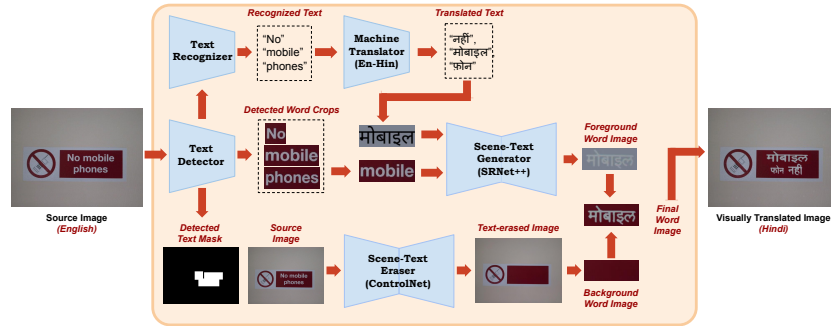 Recognized Text
Translated Text
Text
Recognizer
"No"
"mobile"
"phones"
Machine
Translator
(En-Hin)
"नहीं",
"मोबाइल",
"फ़ोन"
Detected Word Crops
No mobile
phones
Text
Detector
No
mobile
phones
मोबाइल
mobile
Scene-Text
Generator
(SRNet++)
Foreground
Word Image
मोबाइल
मोबाइल
Final
Word
Image
मोबाइल
फोन नहीं
Source Image
(English)
Visually Translated Image
(Hindi)
Detected
Text Mask
Source
Image
No mobile
phones
Scene-Text
Eraser
(ControlNet)
Text-erased Image
Background
Word Image